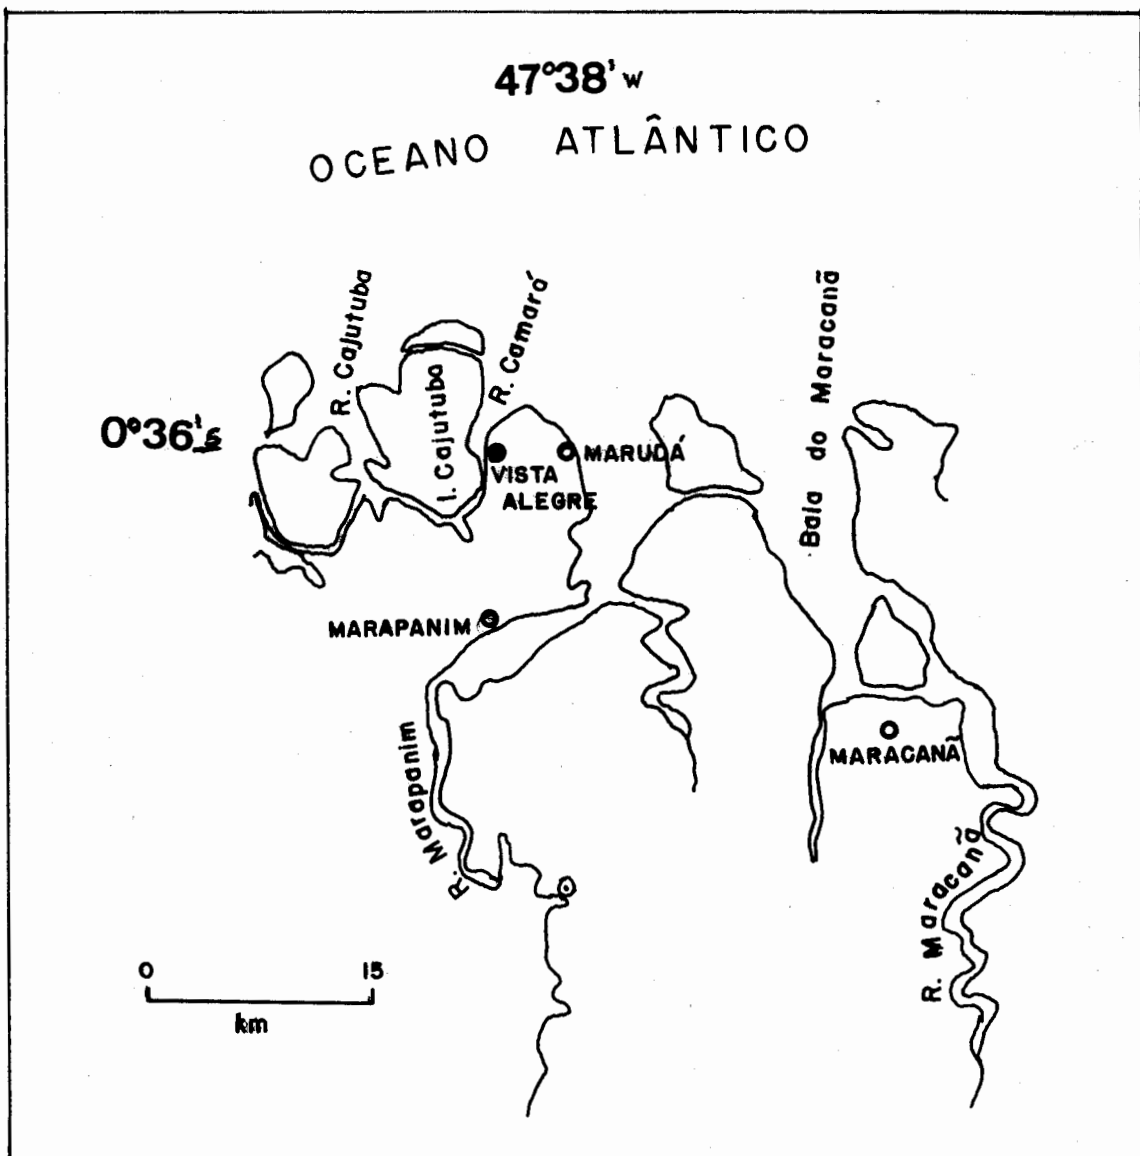 47°38' W
OCEANO ATLÂNTICO
R. Cajutuba
I. Cajutuba
R. Camará
Baia do Maracanã
0°36' s
VISTA
ALEGRE
MARUDÁ
MARAPANIM
R. Marapanim
MARACANÃ
R. Maracanã
0 15
km